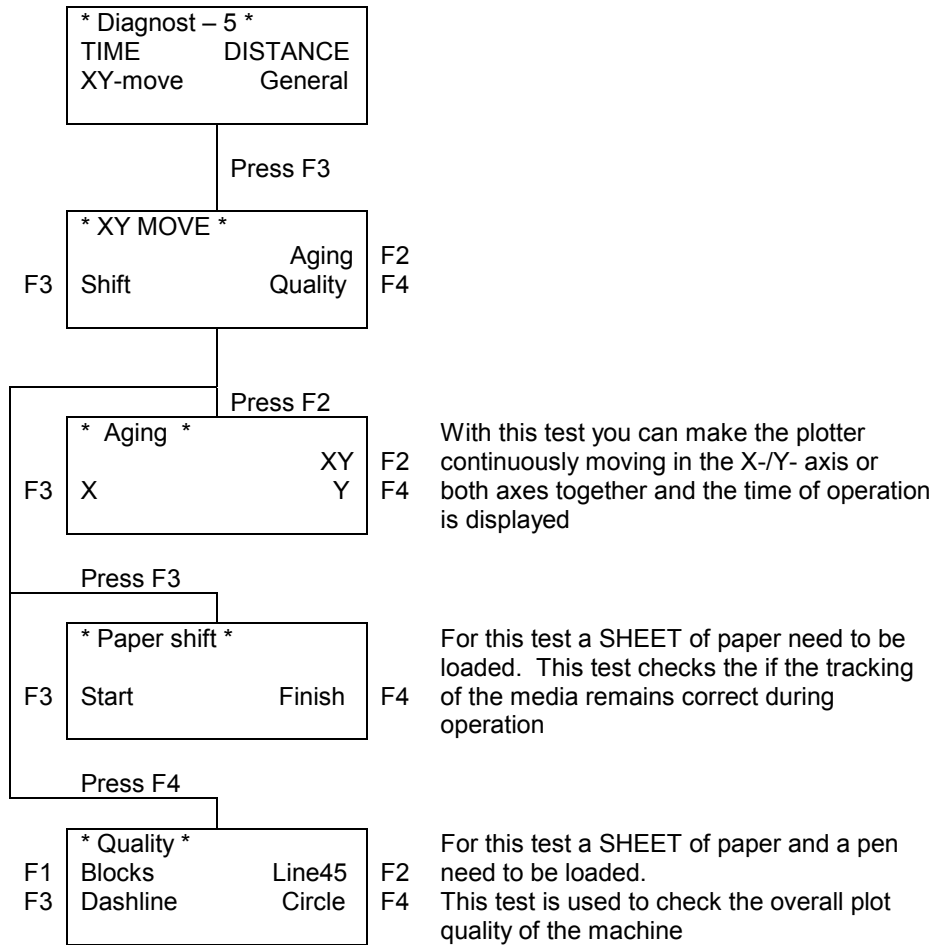 * Diagnost – 5 *
TIME DISTANCE
XY-move General
Press F3
* XY MOVE *
Aging F2
F3 Shift Quality F4
Press F2
* Aging *
XY F2
F3 X Y F4
With this test you can make the plotter
continuously moving in the X-/Y- axis or
both axes together and the time of operation
is displayed
Press F3
* Paper shift *
F3 Start Finish F4
For this test a SHEET of paper need to be
loaded. This test checks the if the tracking
of the media remains correct during
operation
Press F4
* Quality *
F1 Blocks Line45 F2
F3 Dashline Circle F4
For this test a SHEET of paper and a pen
need to be loaded.
This test is used to check the overall plot
quality of the machine